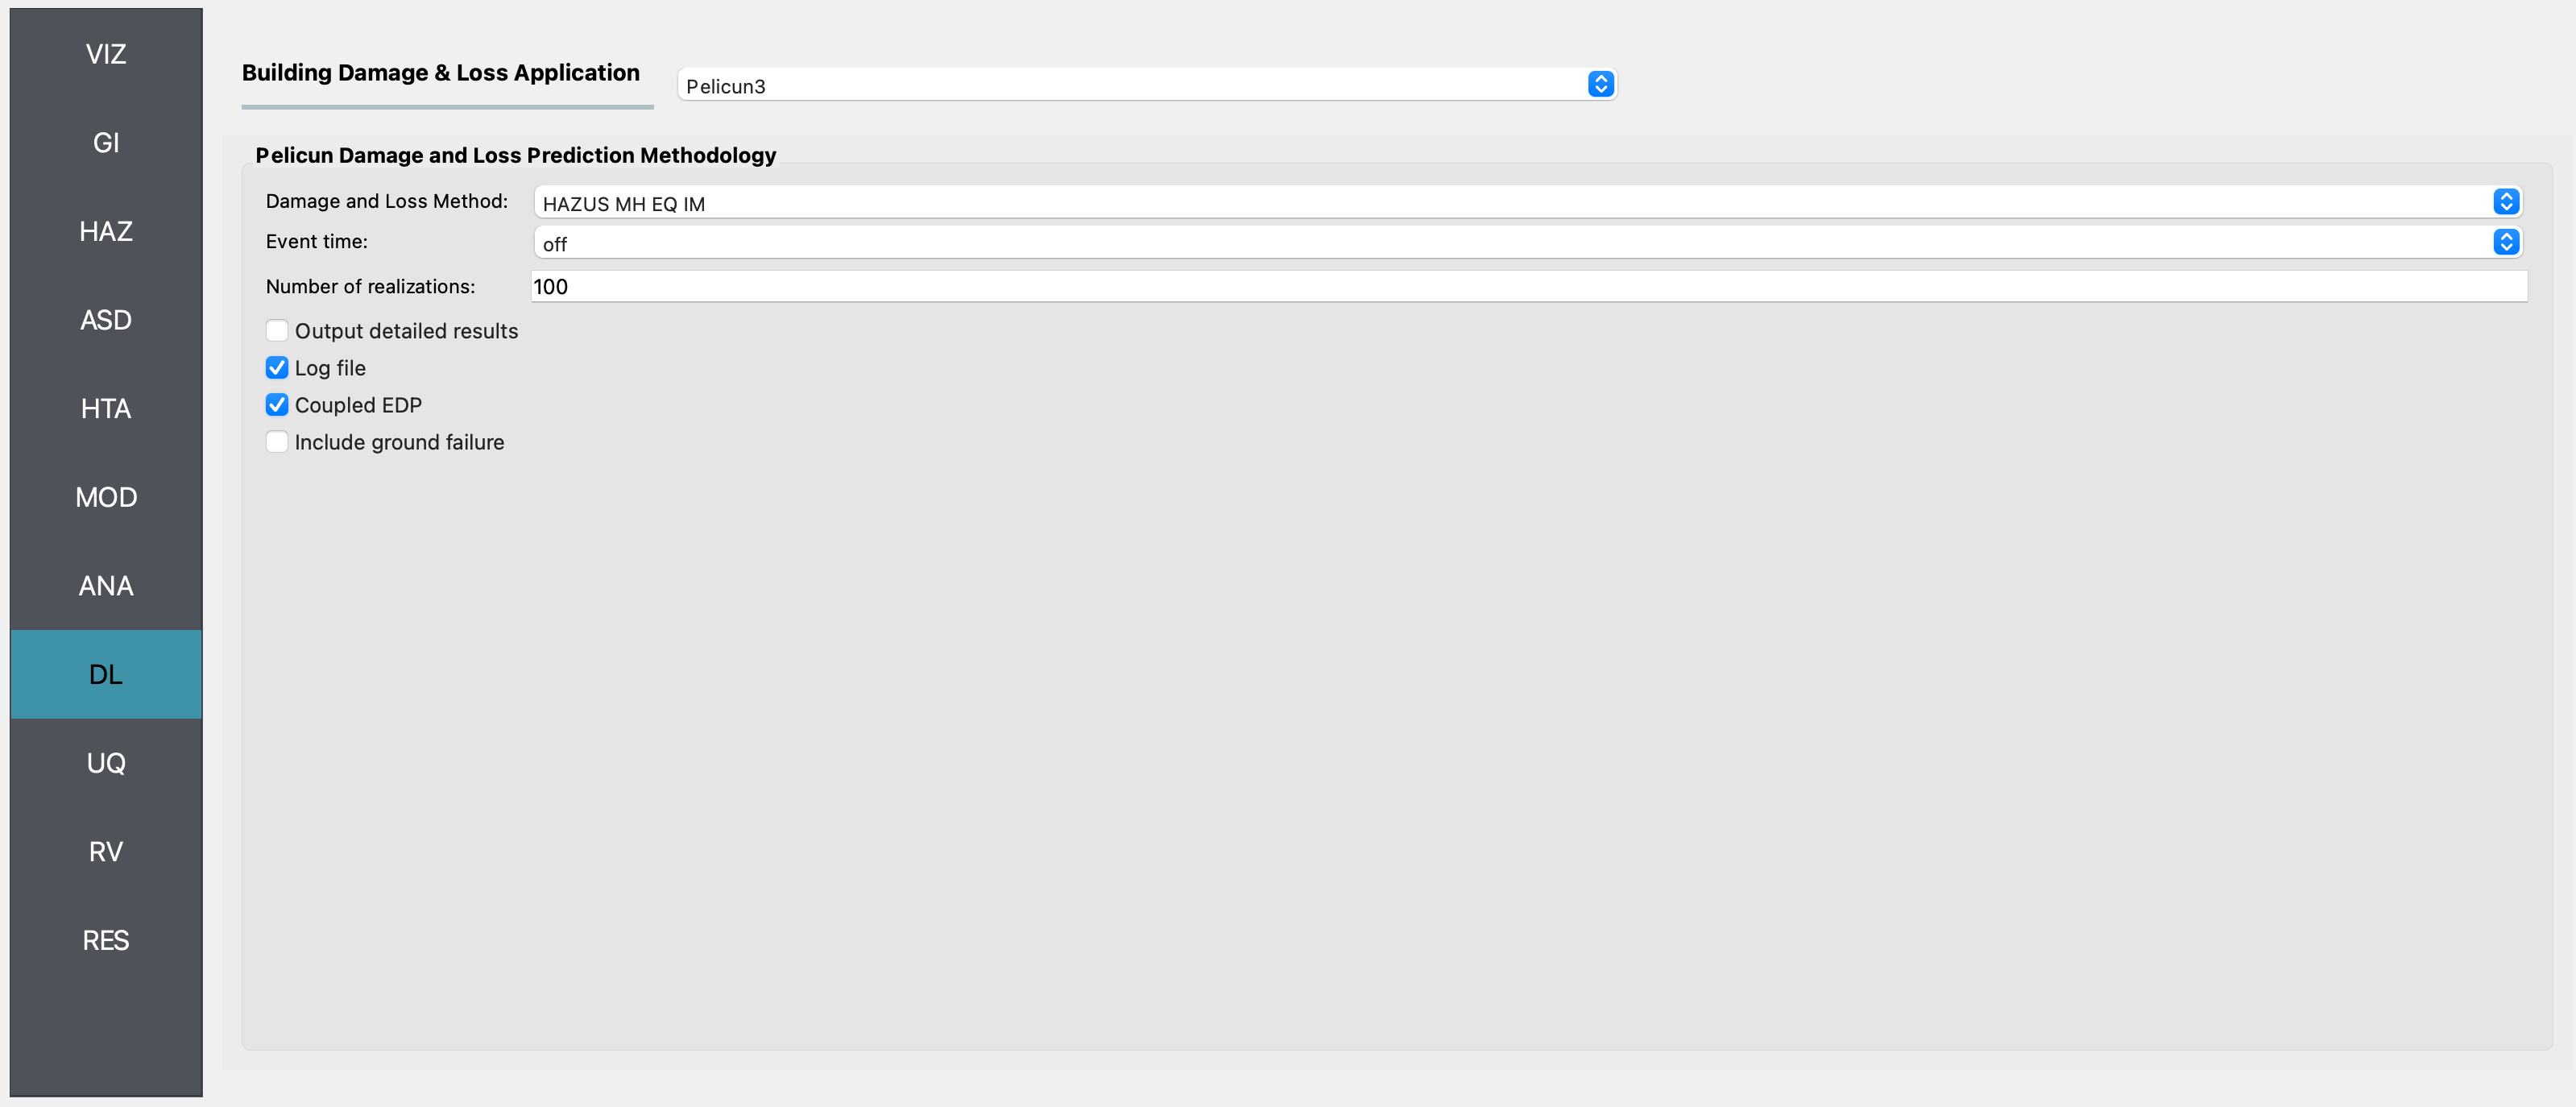 VIZ
GI
HAZ
ASD
HTA
MOD
ANA
DL
UQ
RV
RES
Building Damage & Loss Application
Pelicun3
Pelicun Damage and Loss Prediction Methodology
Damage and Loss Method: HAZUS MH EQ IM
Event time: off
Number of realizations: 100
Output detailed results
Log file
Coupled EDP
Include ground failure